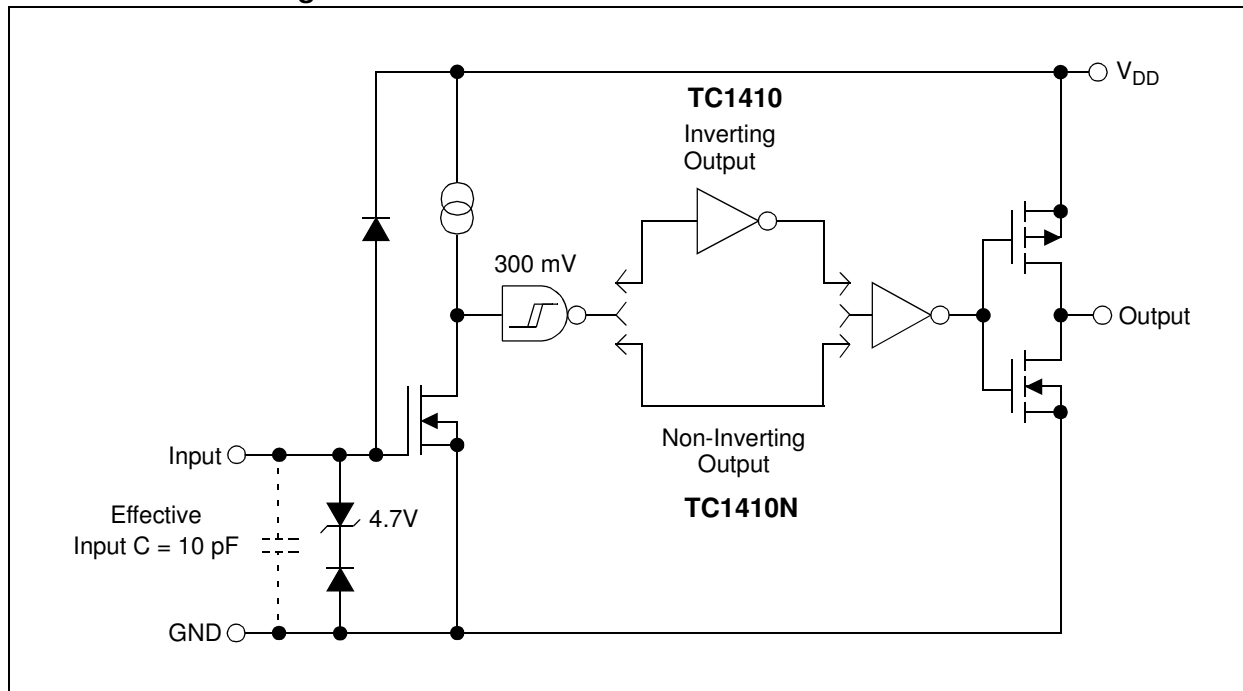 V_DD
TC1410
Inverting
Output
300 mV
Output
Input
Non-Inverting
Output
TC1410N
Effective
Input C = 10 pF
4.7V
GND